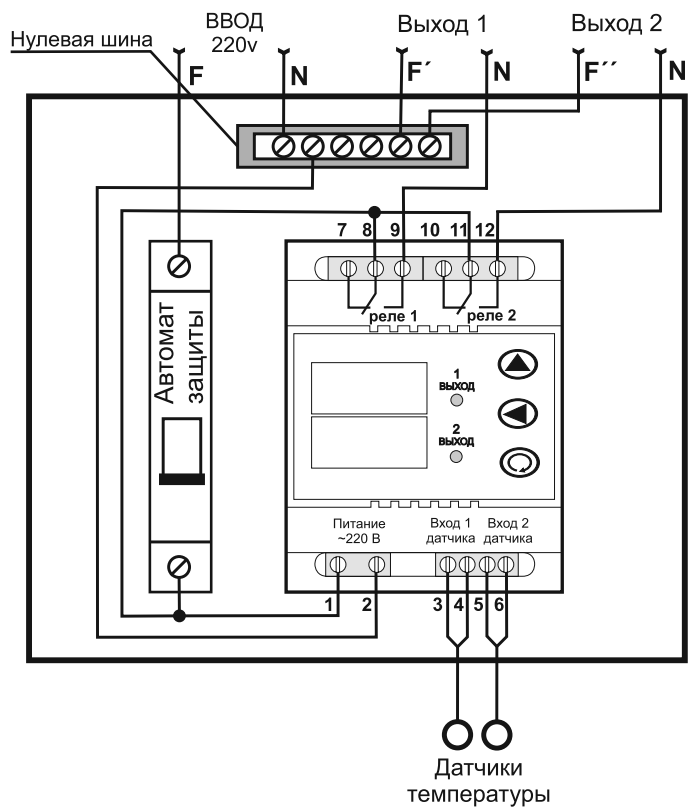 ВВОД
220v
Выход 1
Выход 2
Нулевая шина
F
N
F´
N
F´´
N
7 8 9 10 11 12
реле 1
реле 2
Автомат
защиты
1
ВЫХОД
2
ВЫХОД
Питание
~220 В
Вход 1
датчика
Вход 2
датчика
1 2 3 4 5 6
Датчики
температуры